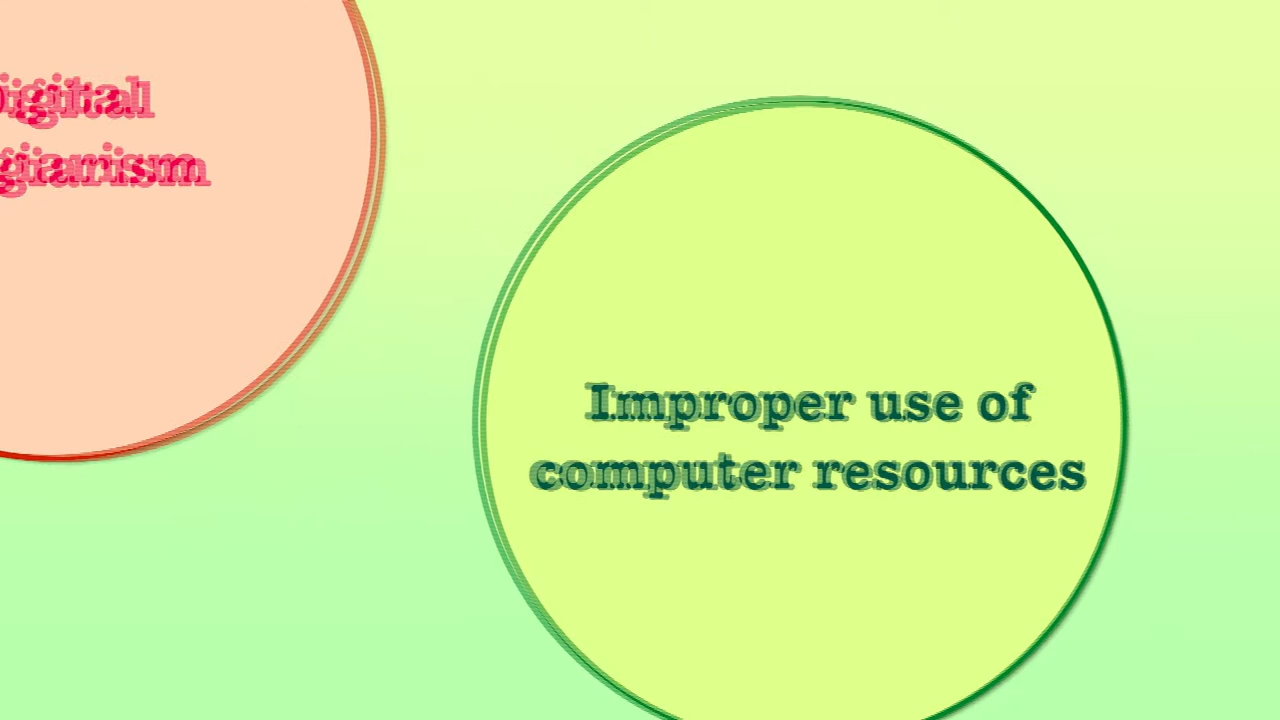 igital
giarism
Improper use of
computer resources